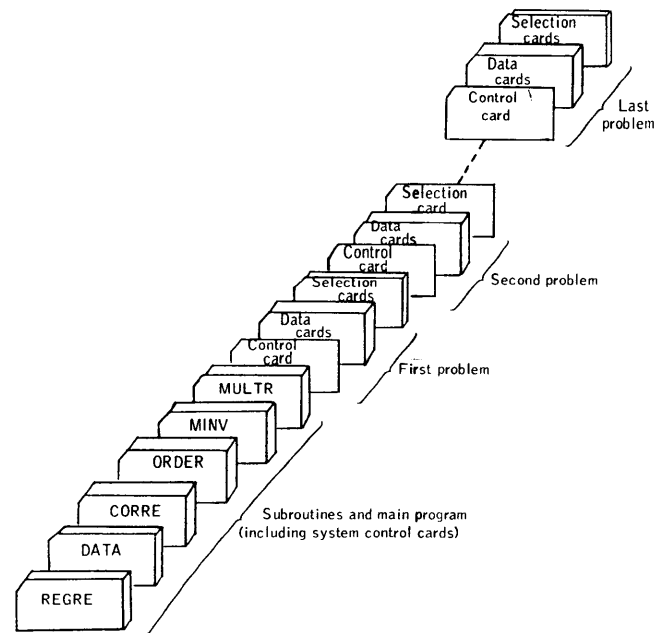 Selection
cards
Data
cards
Control
card
Last
problem
Selection
card
Data
cards
Control
card
Second problem
Selection
cards
Data
cards
Control
card
First problem
MULTR
MINV
ORDER
CORRE
DATA
REGRE
Subroutines and main program
(including system control cards)